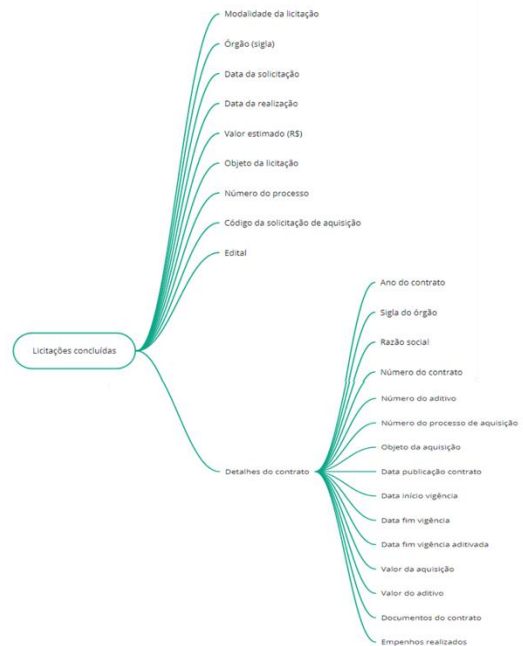 Modalidade da licitação
Órgão (sigla)
Data da solicitação
Data da realização
Valor estimado (R$)
Objeto da licitação
Número do processo
Código da solicitação de aquisição
Edital
Licitações concluídas
Detalhes do contrato
Ano do contrato
Sigla do órgão
Razão social
Número do contrato
Número do aditivo
Número do processo de aquisição
Objeto da aquisição
Data publicação contrato
Data início vigência
Data fim vigência
Data fim vigência aditivada
Valor da aquisição
Valor do aditivo
Documentos do contrato
Empenhos realizados